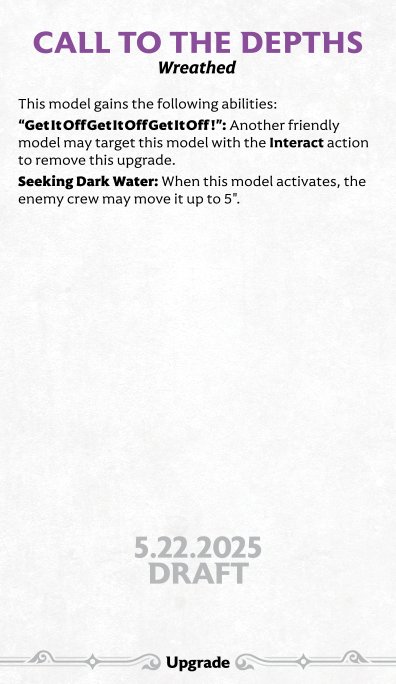 CALL TO THE DEPTHS
Wreathed
This model gains the following abilities:
“GetItOffGetItOffGetItOff!”: Another friendly
model may target this model with the Interact action
to remove this upgrade.
Seeking Dark Water: When this model activates, the
enemy crew may move it up to 5".
5.22.2025
DRAFT
Upgrade